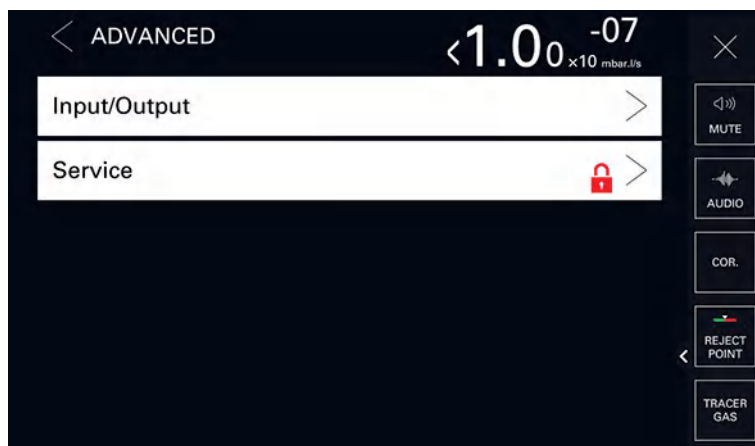 ADVANCED
<1.00 x10 -07 mbar.l/s
Input/Output
Service
MUTE
AUDIO
COR.
REJECT
POINT
TRACER
GAS